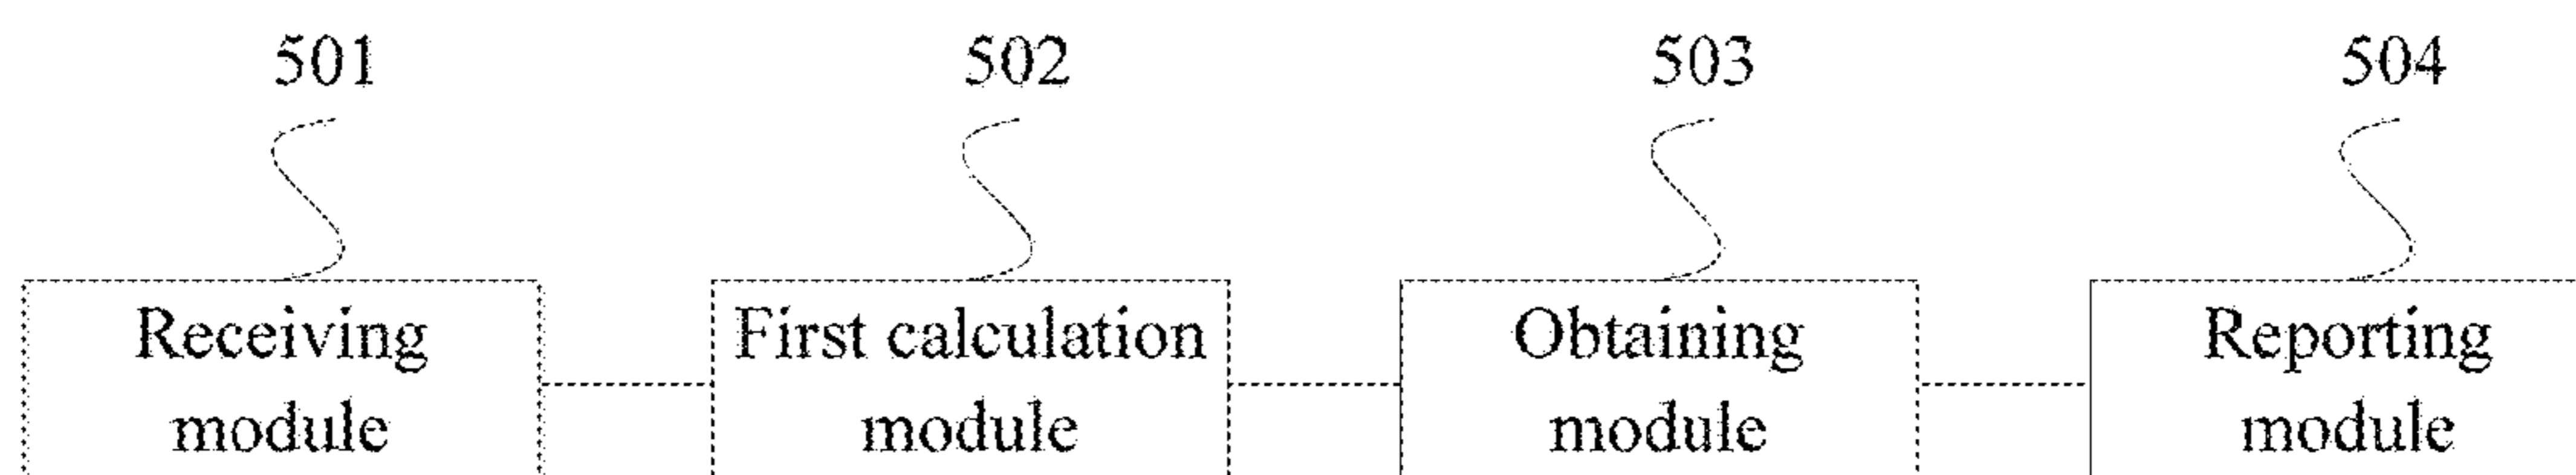 501
502
503
504
Receiving
module
First calculation
module
Obtaining
module
Reporting
module